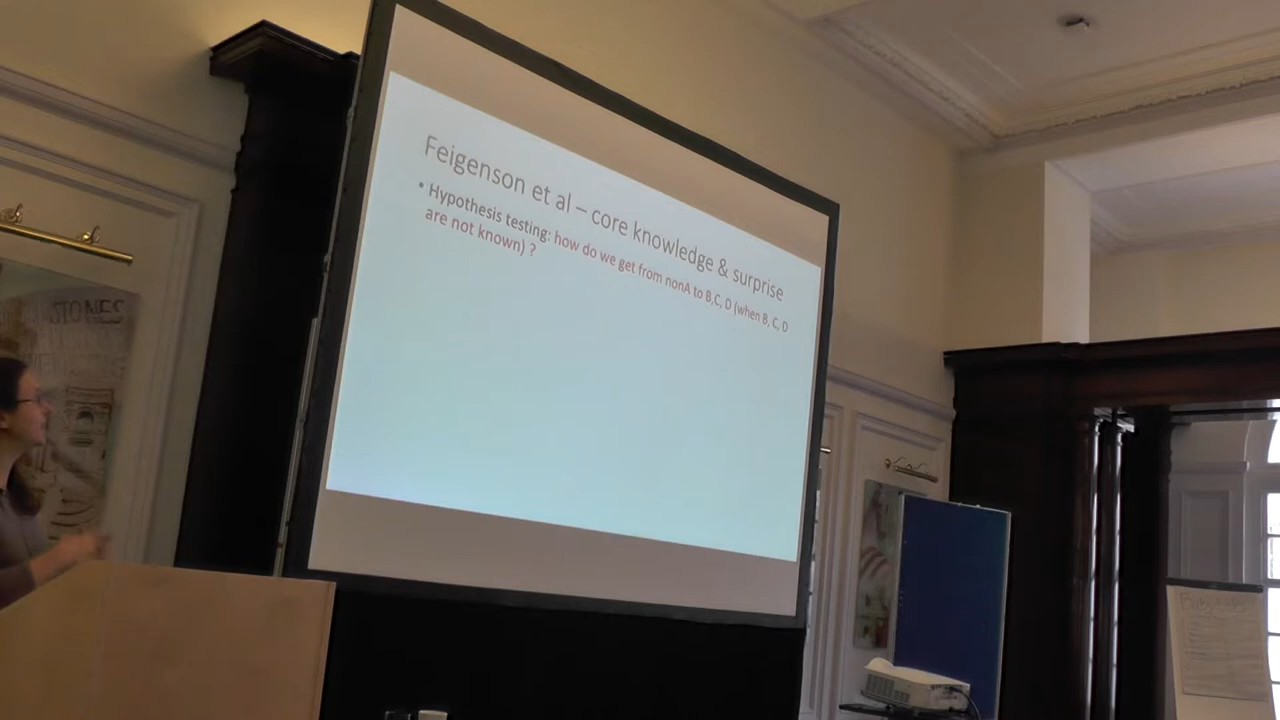 Feigenson et al – core knowledge & surprise
• Hypothesis testing: how do we get from nonA to B,C, D (when B, C, D
are not known) ?